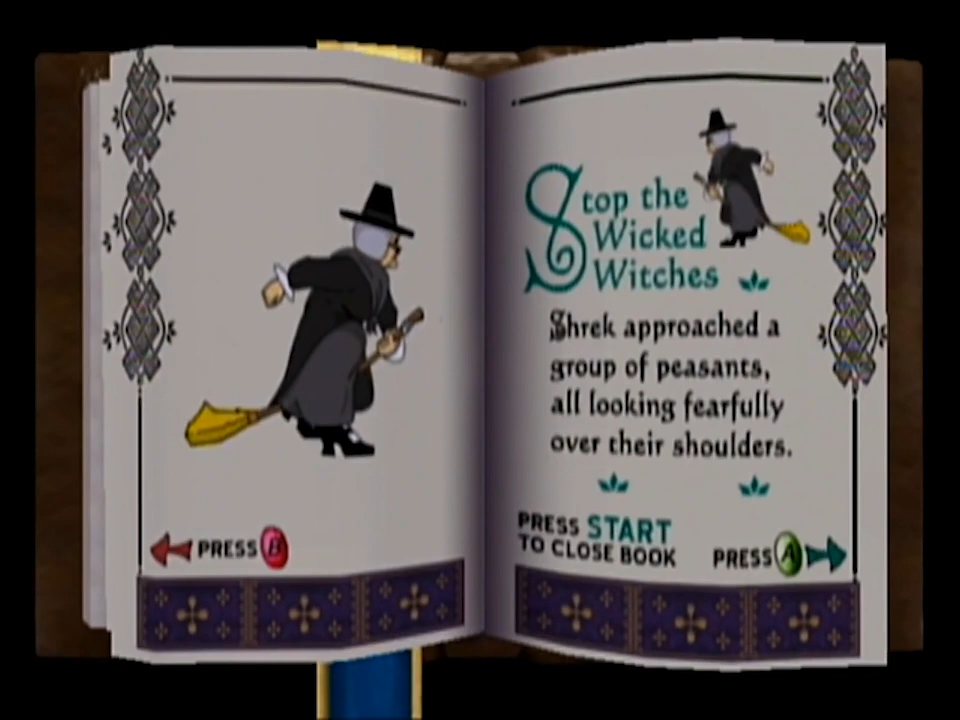 PRESS B
Stop the
Wicked
Witches
Shrek approached a
group of peasants,
all looking fearfully
over their shoulders.
PRESS START
TO CLOSE BOOK
PRESS A